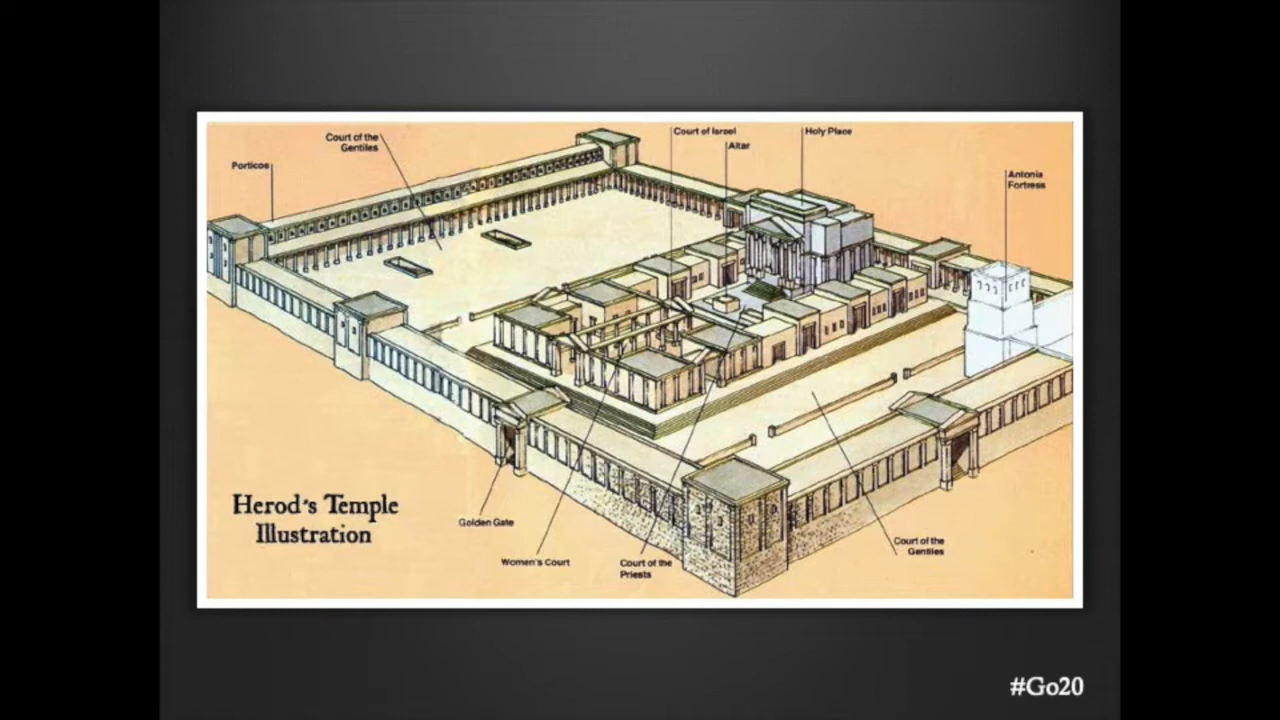 Court of the
Gentiles
Porticos
Court of Israel
Altar
Holy Place
Antonia
Fortress
Herod's Temple
Illustration
Golden Gate
Women's Court
Court of the
Priests
Court of the
Gentiles
#Go20